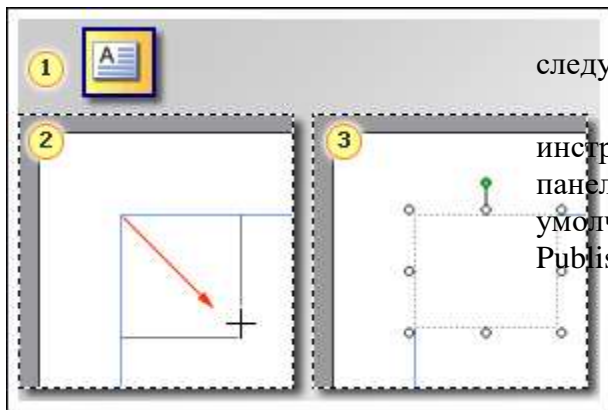 1
A
следу
2
3
инстр
панел
умолч
Publis